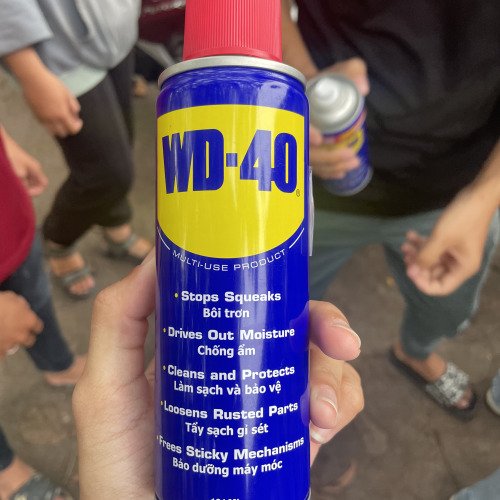 WD-40®
MULTI-USE PRODUCT
• Stops Squeaks
Bôi trơn
• Drives Out Moisture
Chống ẩm
• Cleans and Protects
Làm sạch và bảo vệ
• Loosens Rusted Parts
Tẩy sạch gỉ sét
• Frees Sticky Mechanisms
Bảo dưỡng máy móc